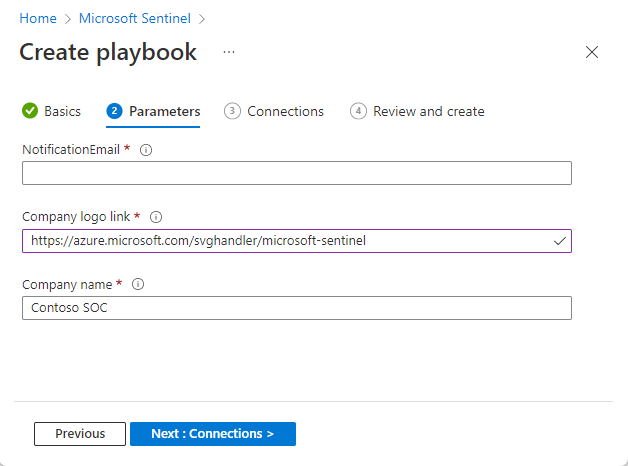 Home > Microsoft Sentinel >
Create playbook ...
Basics 2 Parameters 3 Connections 4 Review and create
NotificationEmail *
Company logo link *
https://azure.microsoft.com/svghandler/microsoft-sentinel
Company name *
Contoso SOC
Previous Next : Connections >